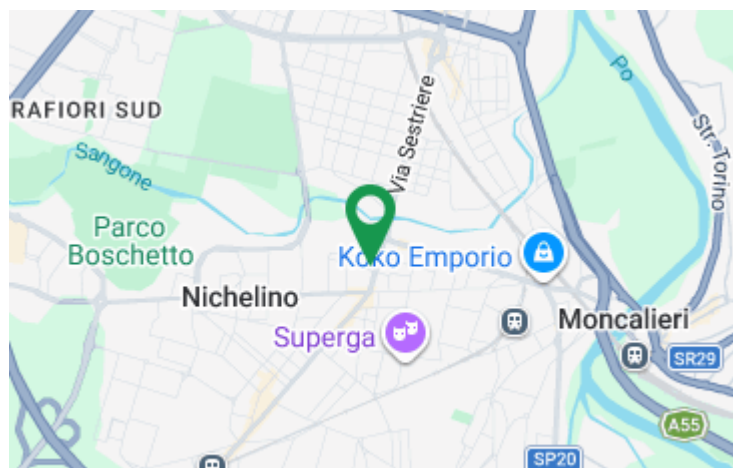 RAFIORI SUD
Sangone
Via Sestriere
Po
Str. Torino
Parco
Boschetto
Koko Emporio
Nichelino
Superga
Moncalieri
SR29
A55
SP20